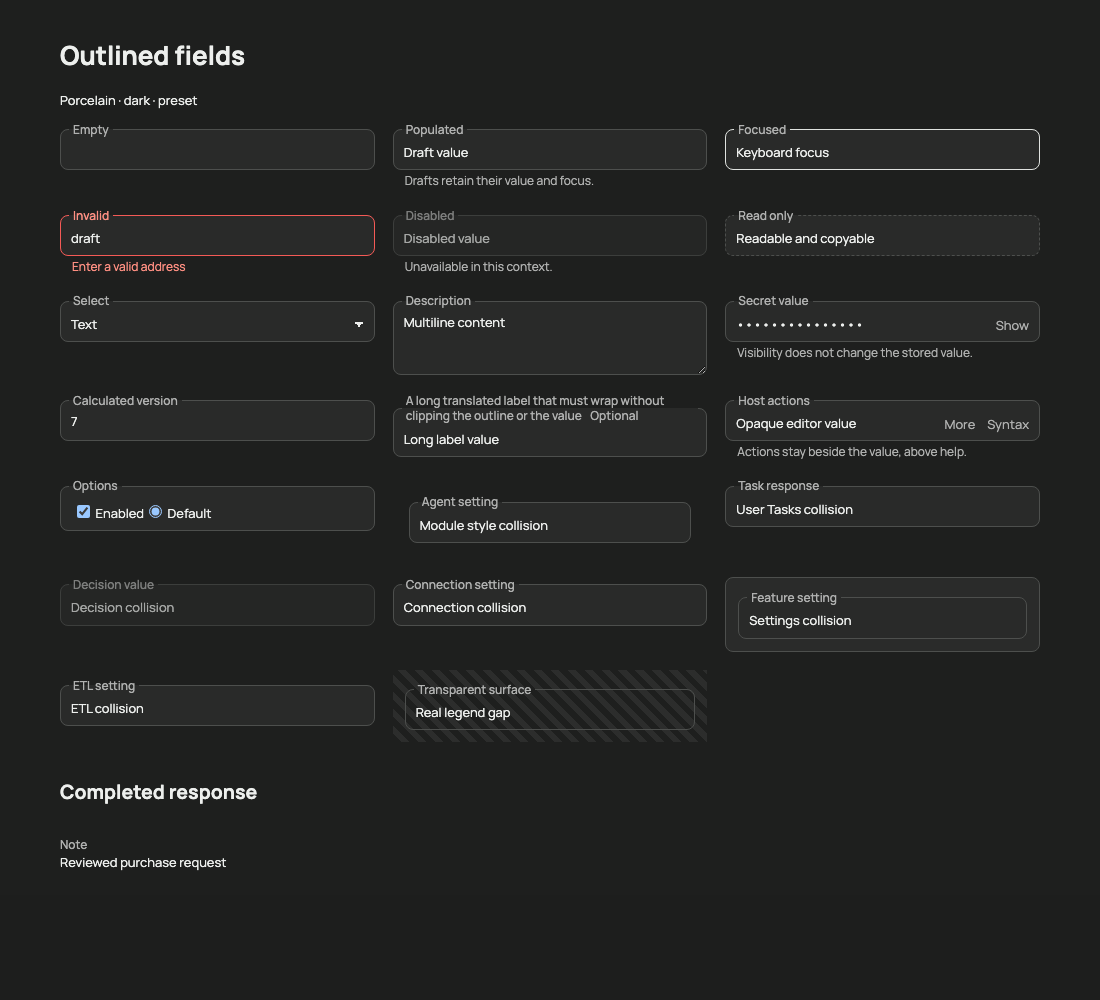 Outlined fields
Porcelain · dark · preset
Empty
Populated
Draft value
Drafts retain their value and focus.
Focused
Keyboard focus
Invalid
draft
Enter a valid address
Disabled
Disabled value
Unavailable in this context.
Read only
Readable and copyable
Select
Text
Description
Multiline content
Secret value
•••••••••••••••
Show
Visibility does not change the stored value.
Calculated version
7
A long translated label that must wrap without
clipping the outline or the value Optional
Long label value
Host actions
Opaque editor value More Syntax
Actions stay beside the value, above help.
Options
Enabled Default
Agent setting
Module style collision
Task response
User Tasks collision
Decision value
Decision collision
Connection setting
Connection collision
Feature setting
Settings collision
ETL setting
ETL collision
Transparent surface
Real legend gap
Completed response
Note
Reviewed purchase request